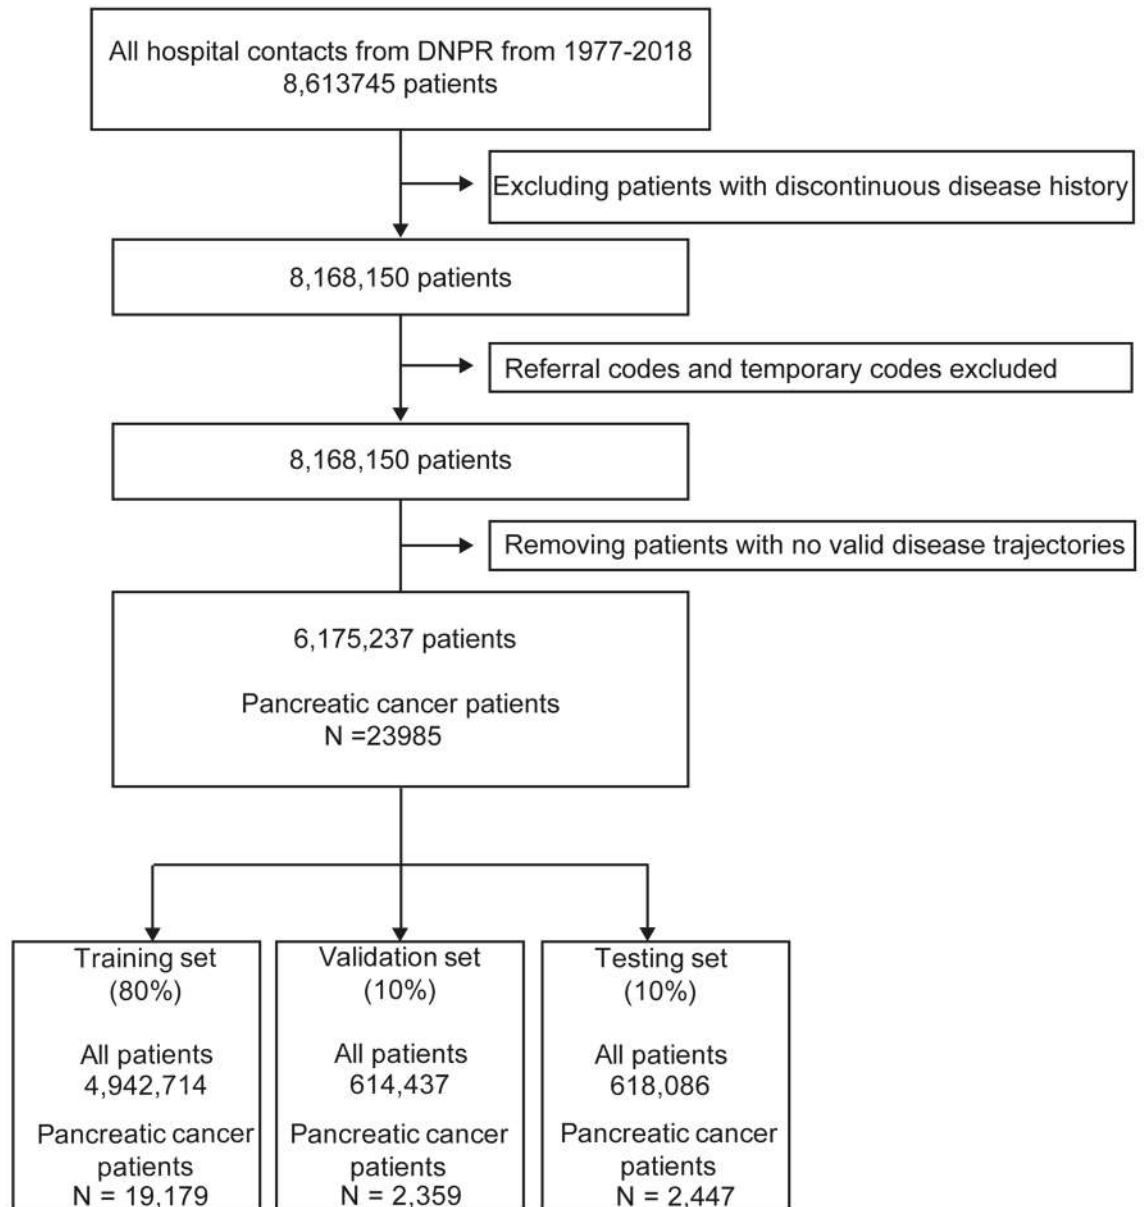 All hospital contacts from DNPR from 1977-2018
8,613745 patients
Excluding patients with discontinuous disease history
8,168,150 patients
Referral codes and temporary codes excluded
8,168,150 patients
Removing patients with no valid disease trajectories
6,175,237 patients
Pancreatic cancer patients
N =23985
Training set
(80%)
All patients
4,942,714
Pancreatic cancer
patients
N = 19,179
Validation set
(10%)
All patients
614,437
Pancreatic cancer
patients
N = 2,359
Testing set
(10%)
All patients
618,086
Pancreatic cancer
patients
N = 2,447